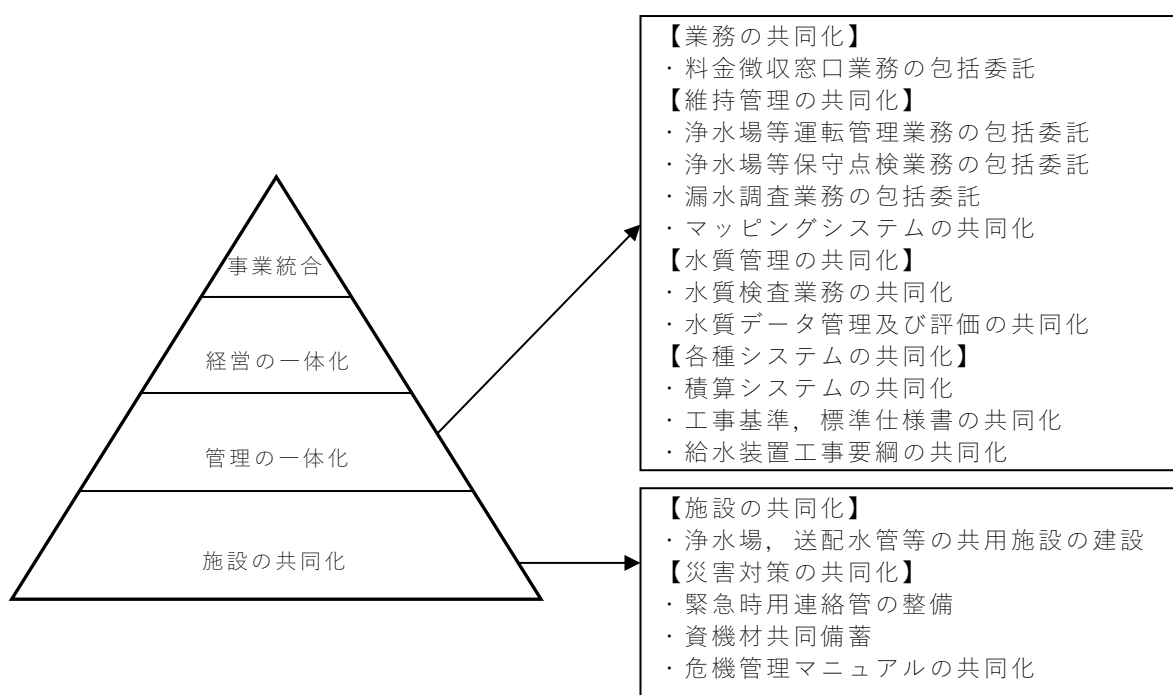 事業統合
経営の一体化
管理の一体化
施設の共同化
【業務の共同化】
・料金徴収窓口業務の包括委託
【維持管理の共同化】
・浄水場等運転管理業務の包括委託
・浄水場等保守点検業務の包括委託
・漏水調査業務の包括委託
・マッピングシステムの共同化
【水質管理の共同化】
・水質検査業務の共同化
・水質データ管理及び評価の共同化
【各種システムの共同化】
・積算システムの共同化
・工事基準，標準仕様書の共同化
・給水装置工事要綱の共同化
【施設の共同化】
・浄水場，送配水管等の共用施設の建設
【災害対策の共同化】
・緊急時用連絡管の整備
・資機材共同備蓄
・危機管理マニュアルの共同化